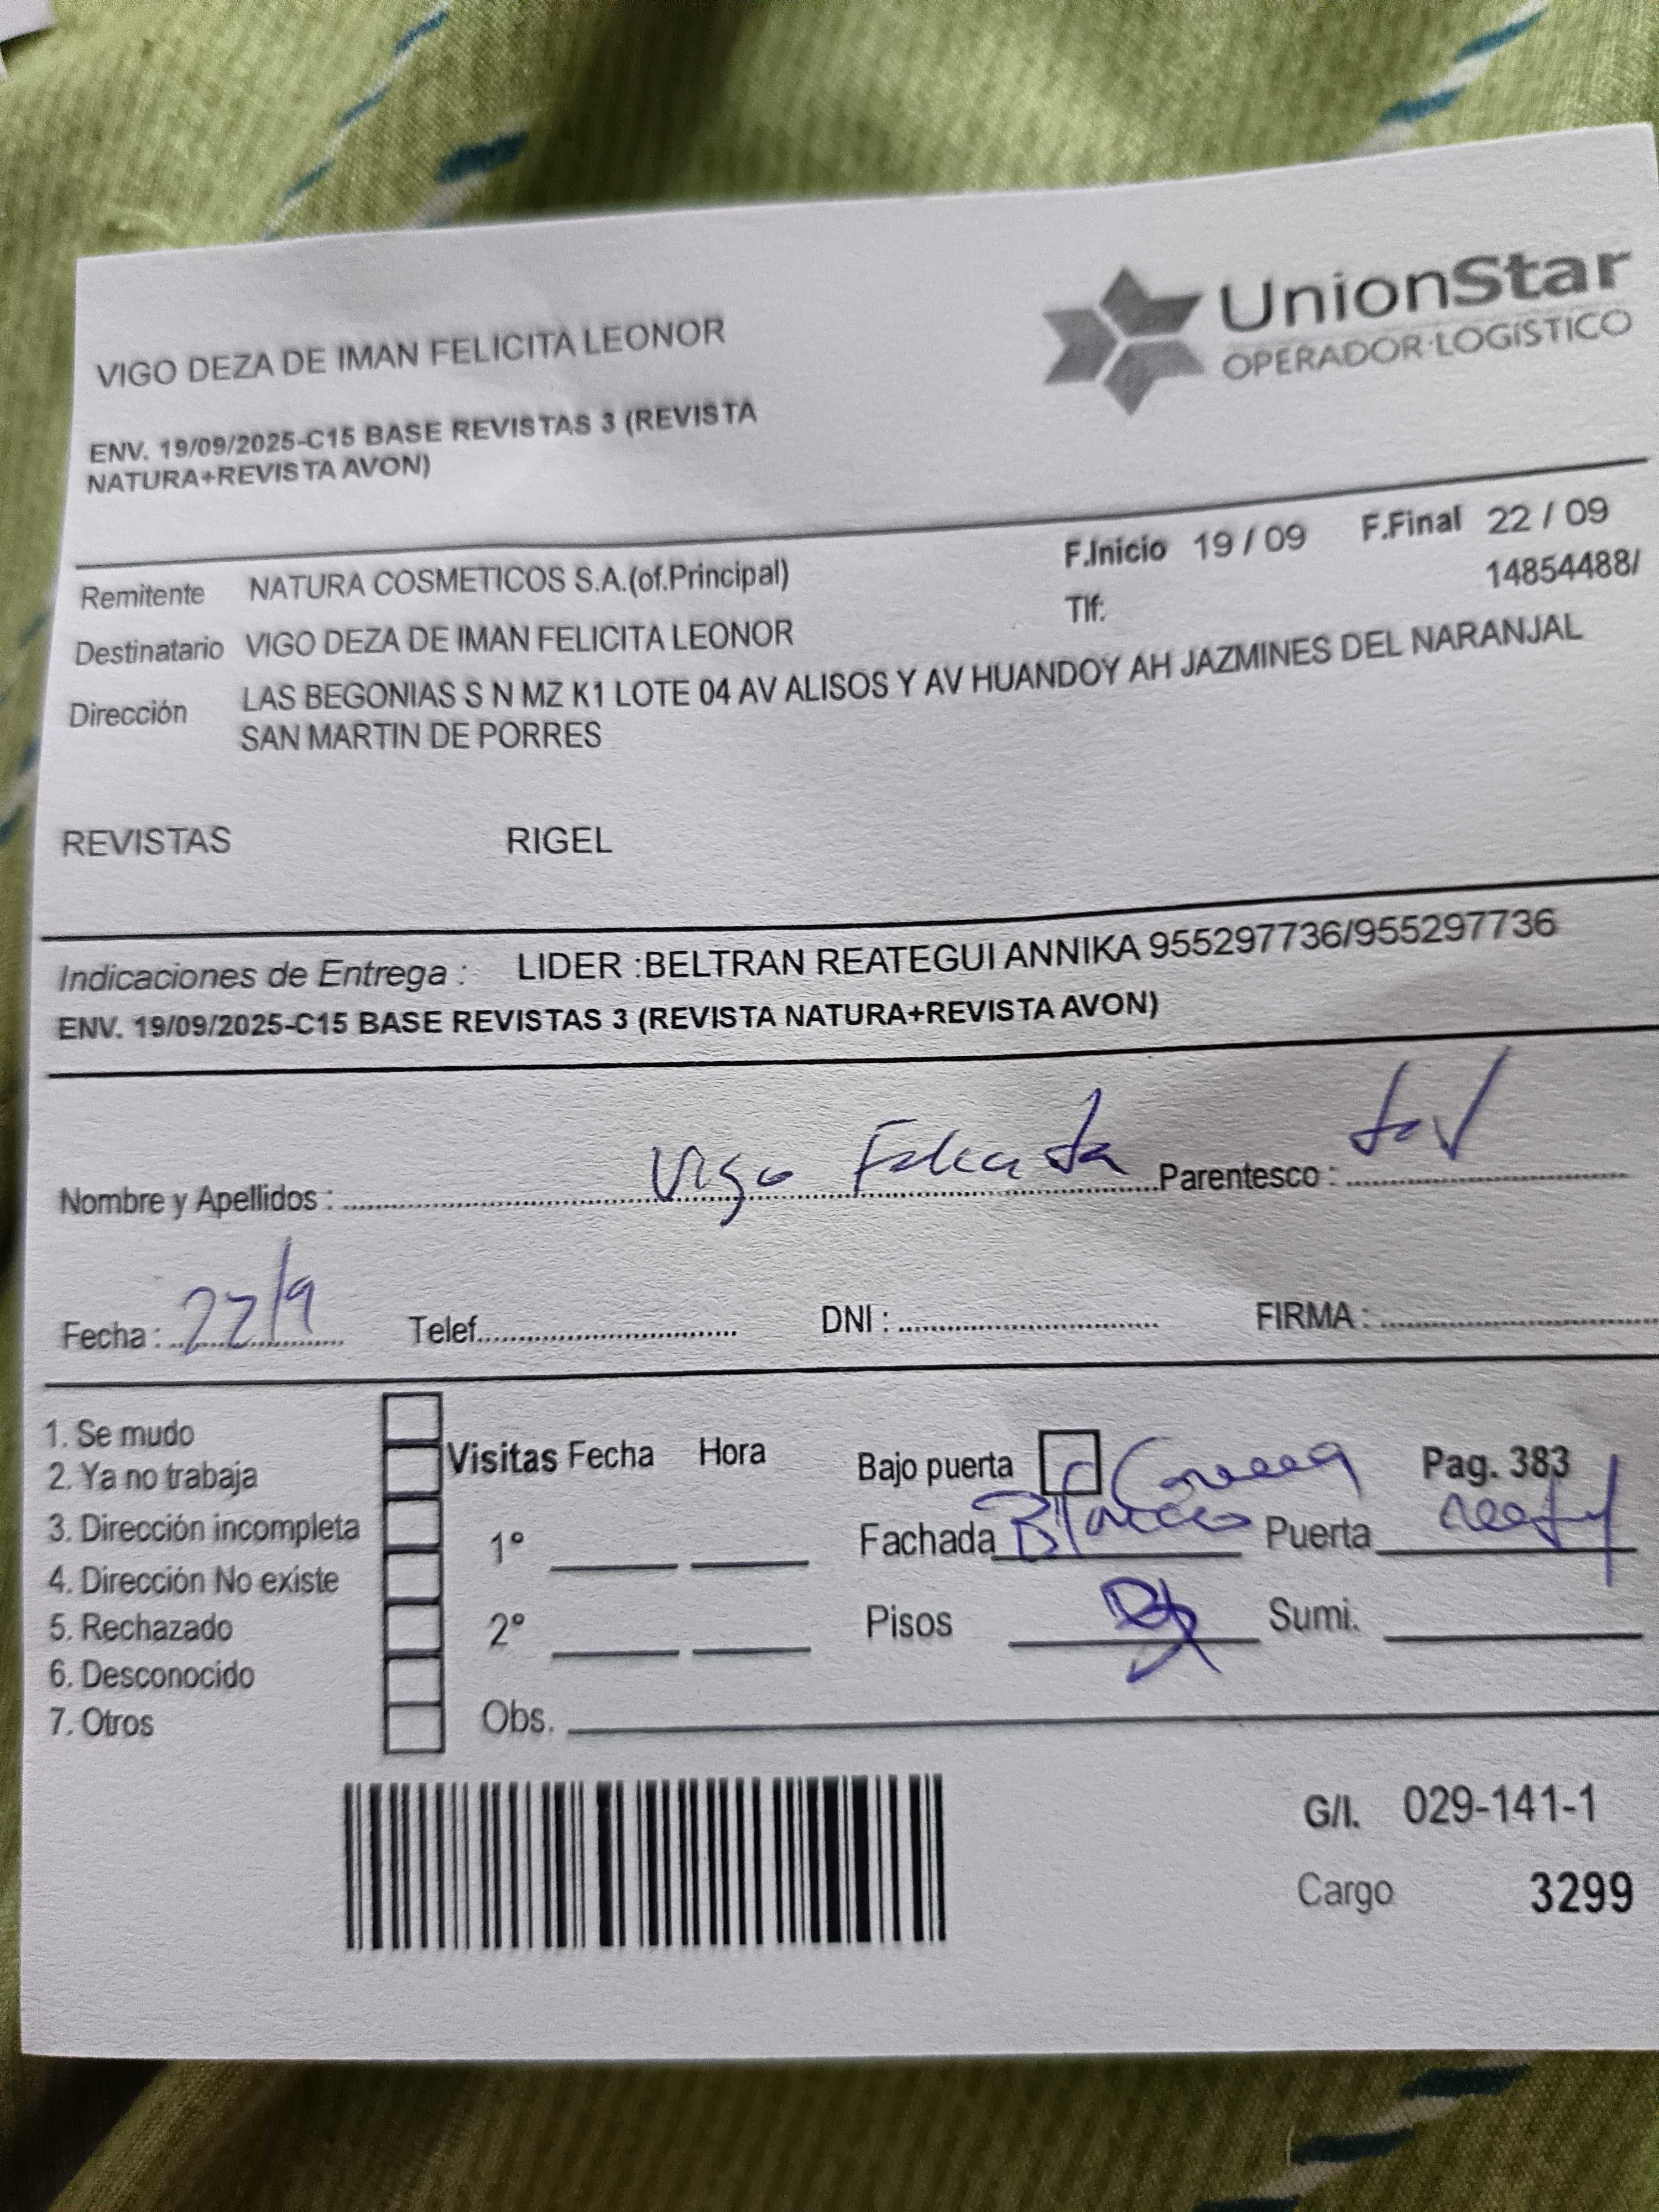 UnionStar
OPERADOR·LOGÍSTICO
VIGO DEZA DE IMAN FELICITA LEONOR
ENV. 19/09/2025-C15 BASE REVISTAS 3 (REVISTA
NATURA+REVISTA AVON)
F.Inicio 19 / 09 F.Final 22 / 09
Remitente NATURA COSMETICOS S.A.(of.Principal) 14854488/
Destinatario VIGO DEZA DE IMAN FELICITA LEONOR Tlf:
Dirección LAS BEGONIAS S N MZ K1 LOTE 04 AV ALISOS Y AV HUANDOY AH JAZMINES DEL NARANJAL
SAN MARTIN DE PORRES
REVISTAS RIGEL
Indicaciones de Entrega : LIDER :BELTRAN REATEGUI ANNIKA 955297736/955297736
ENV. 19/09/2025-C15 BASE REVISTAS 3 (REVISTA NATURA+REVISTA AVON)
Nombre y Apellidos : Vigo Felicita Parentesco :
Fecha : 22/9 Telef. DNI : FIRMA :
1. Se mudo
2. Ya no trabaja
3. Dirección incompleta
4. Dirección No existe
5. Rechazado
6. Desconocido
7. Otros
Visitas Fecha Hora
1°
2°
Obs.
Bajo puerta Pag. 383
Fachada Puerta
Pisos Sumi.
G/I. 029-141-1
Cargo 3299